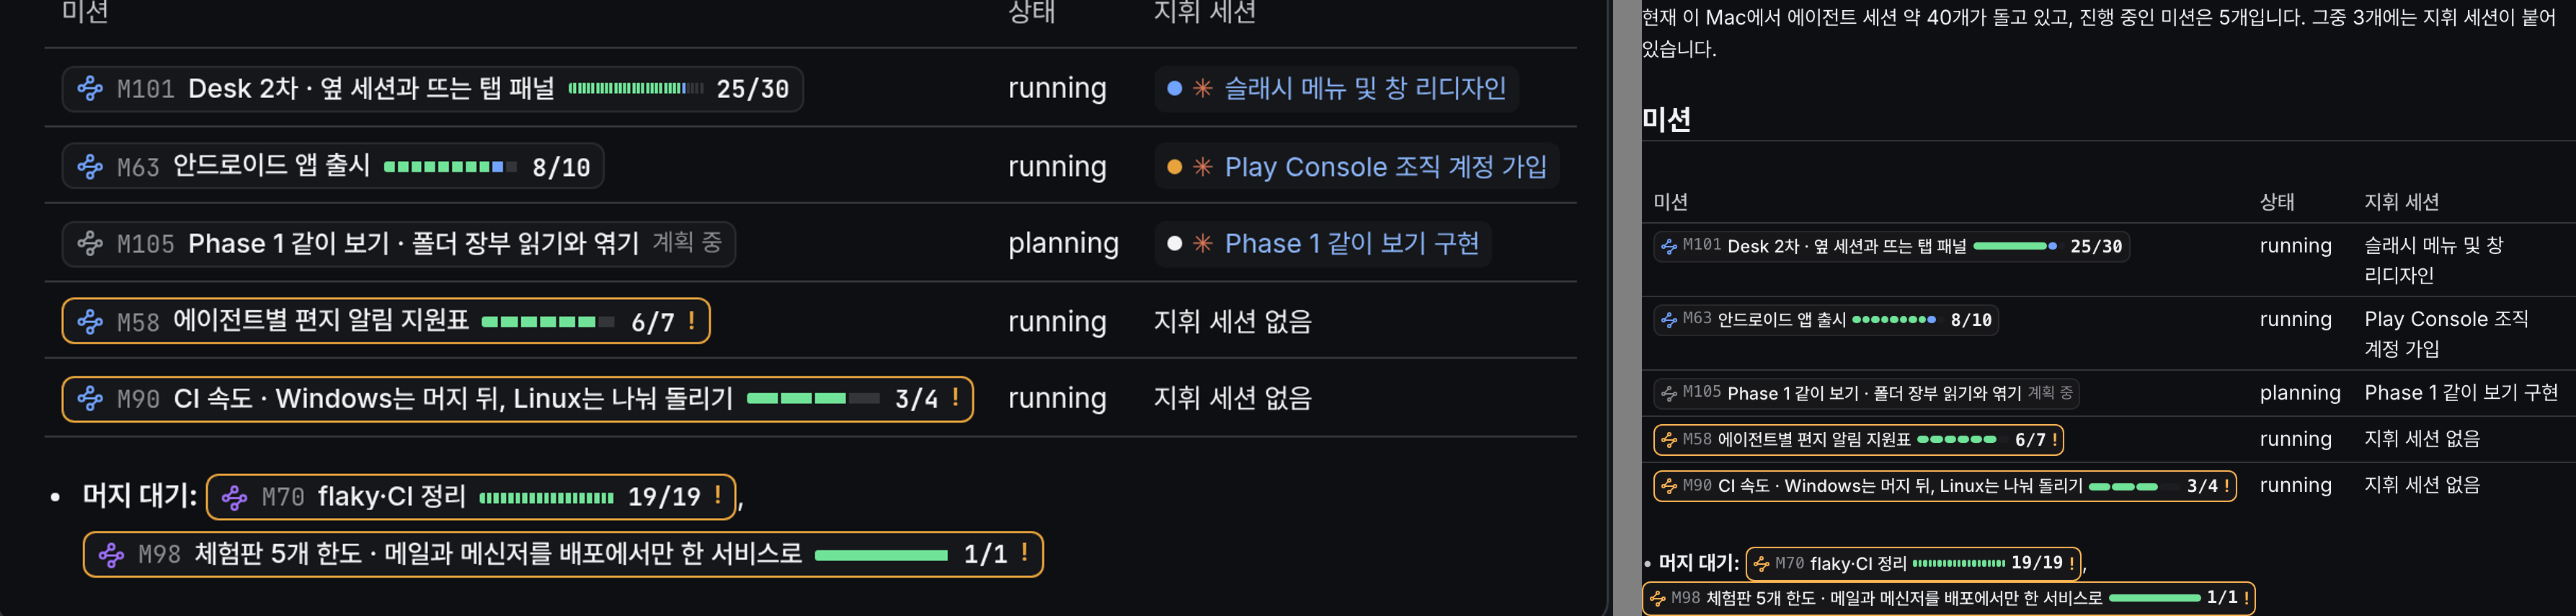 미션 상태 지휘 세션
M101 Desk 2차 · 옆 세션과 뜨는 탭 패널 25/30 running 슬래시 메뉴 및 창 리디자인
M63 안드로이드 앱 출시 8/10 running Play Console 조직 계정 가입
M105 Phase 1 같이 보기 · 폴더 장부 읽기와 엮기 계획 중 planning Phase 1 같이 보기 구현
M58 에이전트별 편지 알림 지원표 6/7 ! running 지휘 세션 없음
M90 CI 속도 · Windows는 머지 뒤, Linux는 나눠 돌리기 3/4 ! running 지휘 세션 없음
• 머지 대기: M70 flaky·CI 정리 19/19 !,
M98 체험판 5개 한도 · 메일과 메신저를 배포에서만 한 서비스로 1/1 !
현재 이 Mac에서 에이전트 세션 약 40개가 돌고 있고, 진행 중인 미션은 5개입니다. 그중 3개에는 지휘 세션이 붙어
있습니다.
미션
미션 상태 지휘 세션
M101 Desk 2차 · 옆 세션과 뜨는 탭 패널 25/30 running 슬래시 메뉴 및 창
리디자인
M63 안드로이드 앱 출시 8/10 running Play Console 조직
계정 가입
M105 Phase 1 같이 보기 · 폴더 장부 읽기와 엮기 계획 중 planning Phase 1 같이 보기 구현
M58 에이전트별 편지 알림 지원표 6/7 ! running 지휘 세션 없음
M90 CI 속도 · Windows는 머지 뒤, Linux는 나눠 돌리기 3/4 ! running 지휘 세션 없음
• 머지 대기: M70 flaky·CI 정리 19/19 !,
M98 체험판 5개 한도 · 메일과 메신저를 배포에서만 한 서비스로 1/1 !